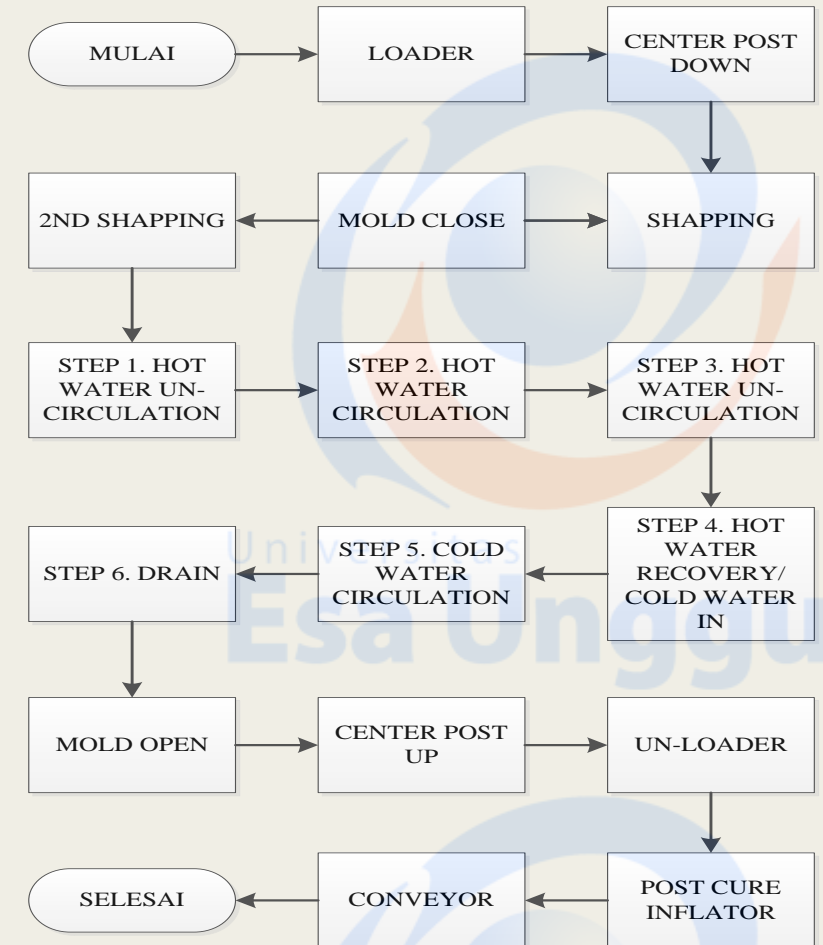 MULAI
LOADER
CENTER POST
DOWN
2ND SHAPPING
MOLD CLOSE
SHAPPING
STEP 1. HOT
WATER UN-
CIRCULATION
STEP 2. HOT
WATER
CIRCULATION
STEP 3. HOT
WATER UN-
CIRCULATION
STEP 6. DRAIN
STEP 5. COLD
WATER
CIRCULATION
STEP 4. HOT
WATER
RECOVERY/
COLD WATER
IN
Universitas
Esa Unggu
MOLD OPEN
CENTER POST
UP
UN-LOADER
SELESAI
CONVEYOR
POST CURE
INFLATOR